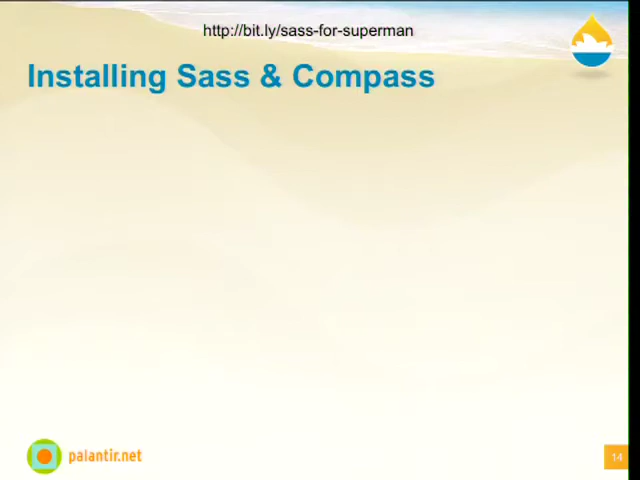 http://bit.ly/sass-for-superman
Installing Sass & Compass
palantir.net
14